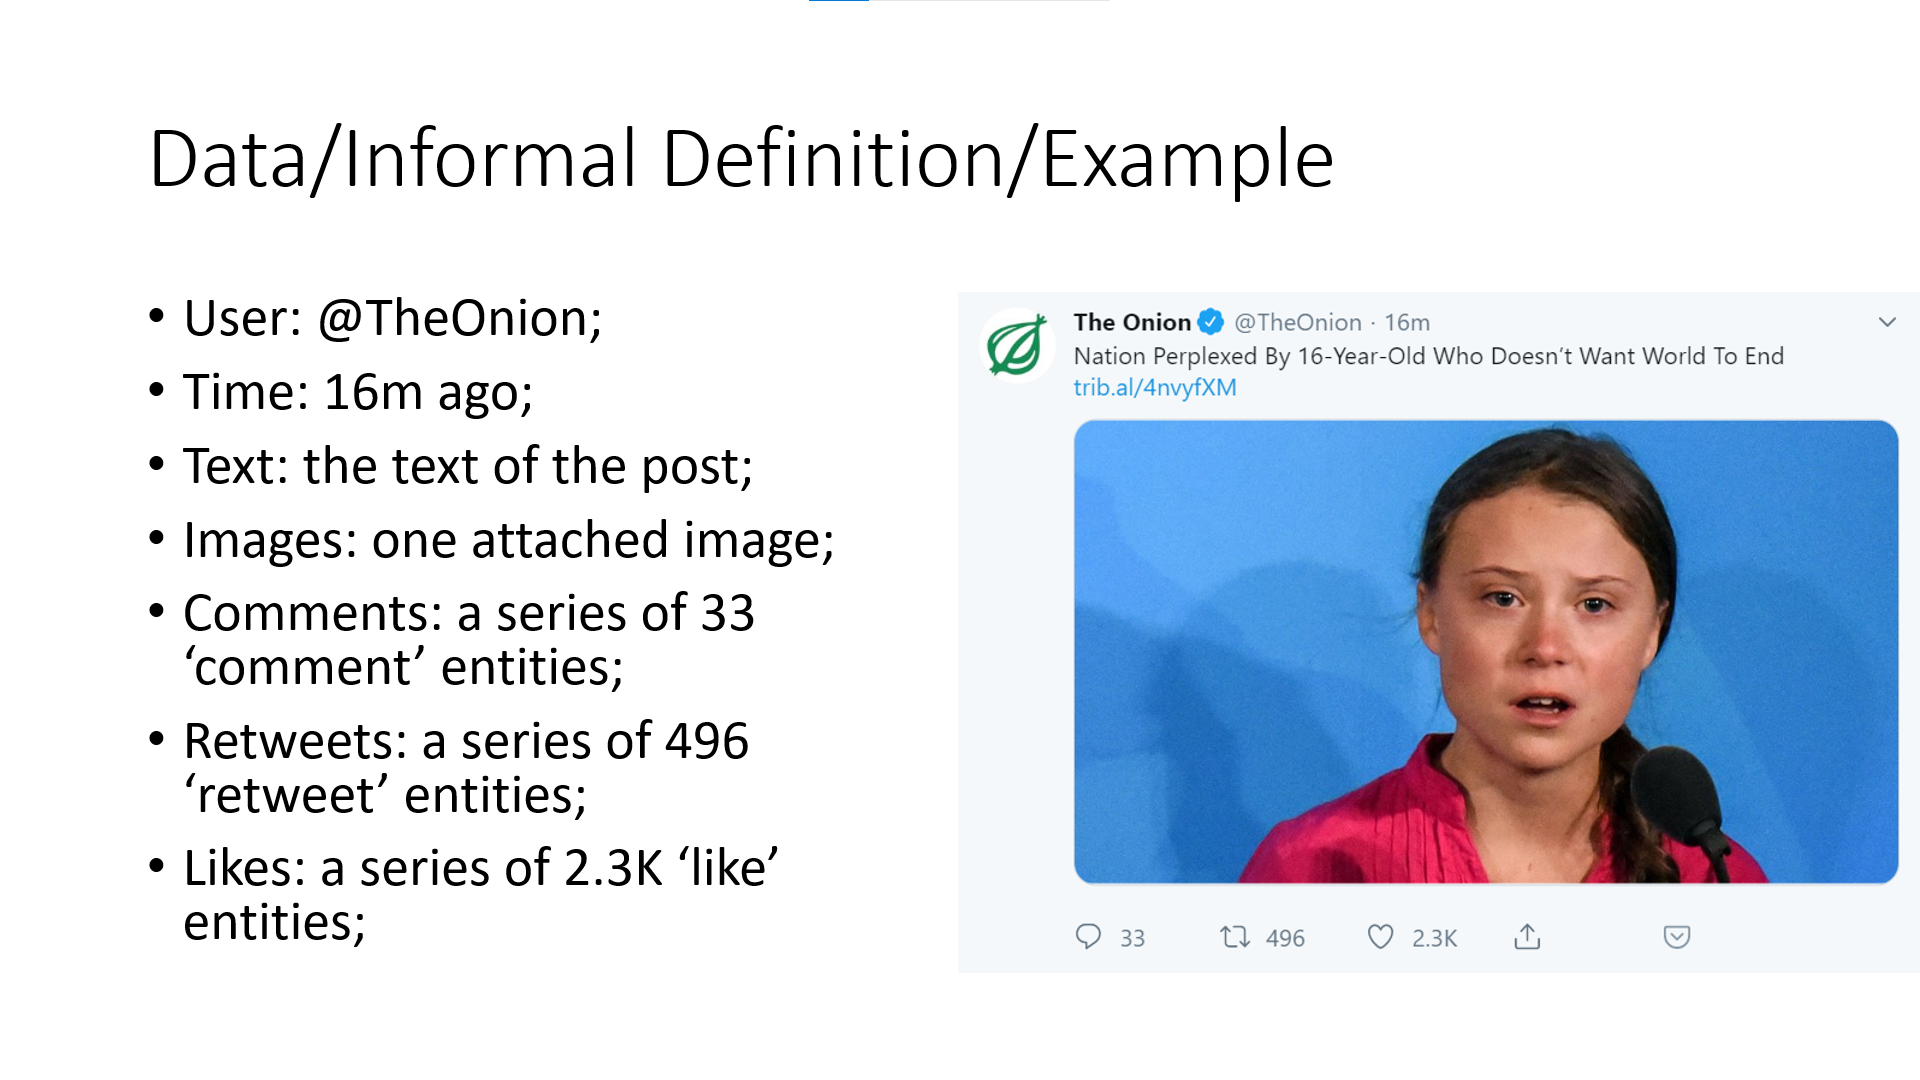 Data/Informal Definition/Example
• User: @TheOnion;
• Time: 16m ago;
• Text: the text of the post;
• Images: one attached image;
• Comments: a series of 33
‘comment’ entities;
• Retweets: a series of 496
‘retweet’ entities;
• Likes: a series of 2.3K ‘like’
entities;
The Onion @TheOnion · 16m
Nation Perplexed By 16-Year-Old Who Doesn’t Want World To End
trib.al/4nvyfXM
33 496 2.3K